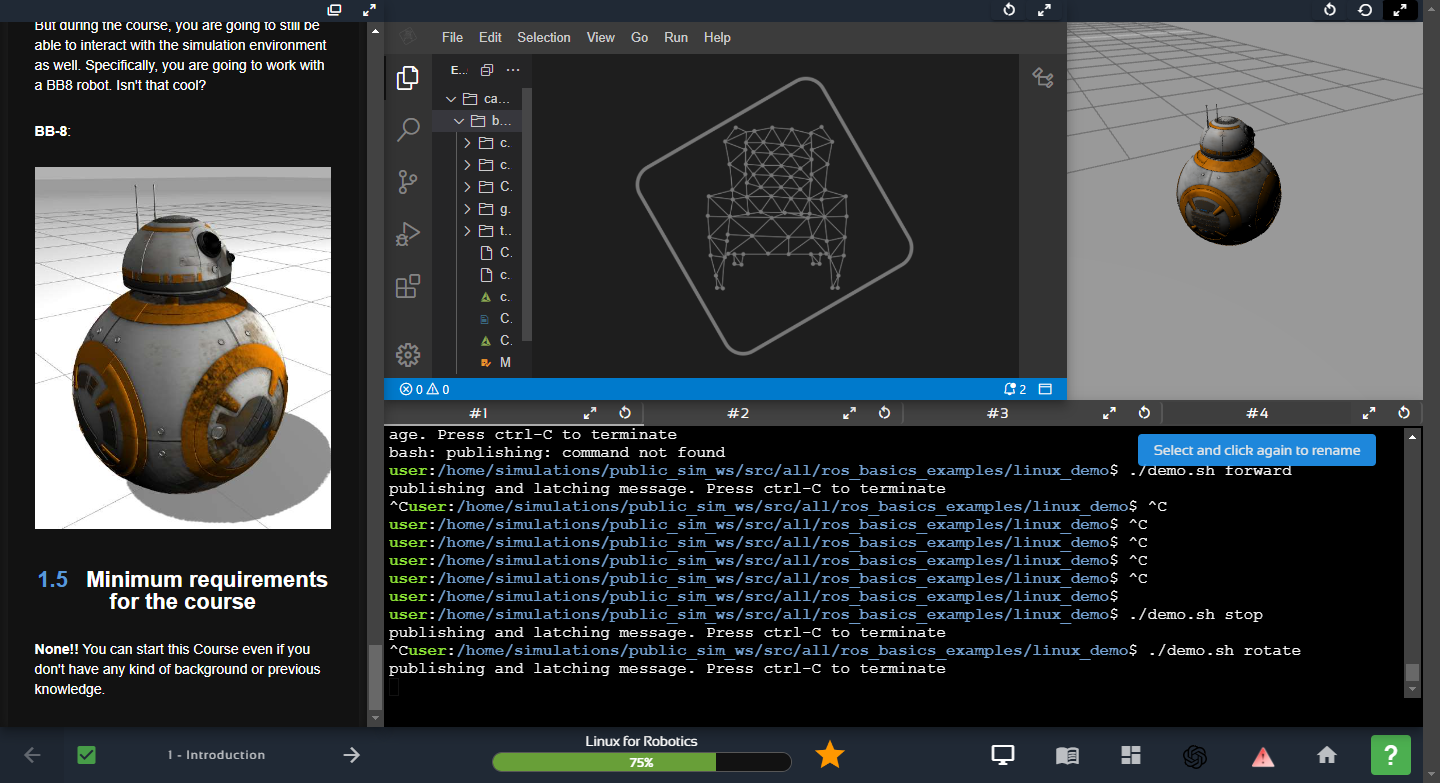 But during the course, you are going to still be
able to interact with the simulation environment
as well. Specifically, you are going to work with
a BB8 robot. Isn't that cool?
BB-8:
1.5 Minimum requirements
for the course
None!! You can start this Course even if you
don't have any kind of background or previous
knowledge.
File Edit Selection View Go Run Help
E... ...
ca...
b...
c.
c.
C.
g.
t..
C.
c.
c.
C.
C.
M
0 0 2
#1 #2 #3 #4
age. Press ctrl-C to terminate
bash: publishing: command not found
Select and click again to rename
user:/home/simulations/public_sim_ws/src/all/ros_basics_examples/linux_demo$ ./demo.sh forward
publishing and latching message. Press ctrl-C to terminate
^Cuser:/home/simulations/public_sim_ws/src/all/ros_basics_examples/linux_demo$ ^C
user:/home/simulations/public_sim_ws/src/all/ros_basics_examples/linux_demo$ ^C
user:/home/simulations/public_sim_ws/src/all/ros_basics_examples/linux_demo$ ^C
user:/home/simulations/public_sim_ws/src/all/ros_basics_examples/linux_demo$ ^C
user:/home/simulations/public_sim_ws/src/all/ros_basics_examples/linux_demo$ ^C
user:/home/simulations/public_sim_ws/src/all/ros_basics_examples/linux_demo$
user:/home/simulations/public_sim_ws/src/all/ros_basics_examples/linux_demo$ ./demo.sh stop
publishing and latching message. Press ctrl-C to terminate
^Cuser:/home/simulations/public_sim_ws/src/all/ros_basics_examples/linux_demo$ ./demo.sh rotate
publishing and latching message. Press ctrl-C to terminate
1 - Introduction
Linux for Robotics
75%
?